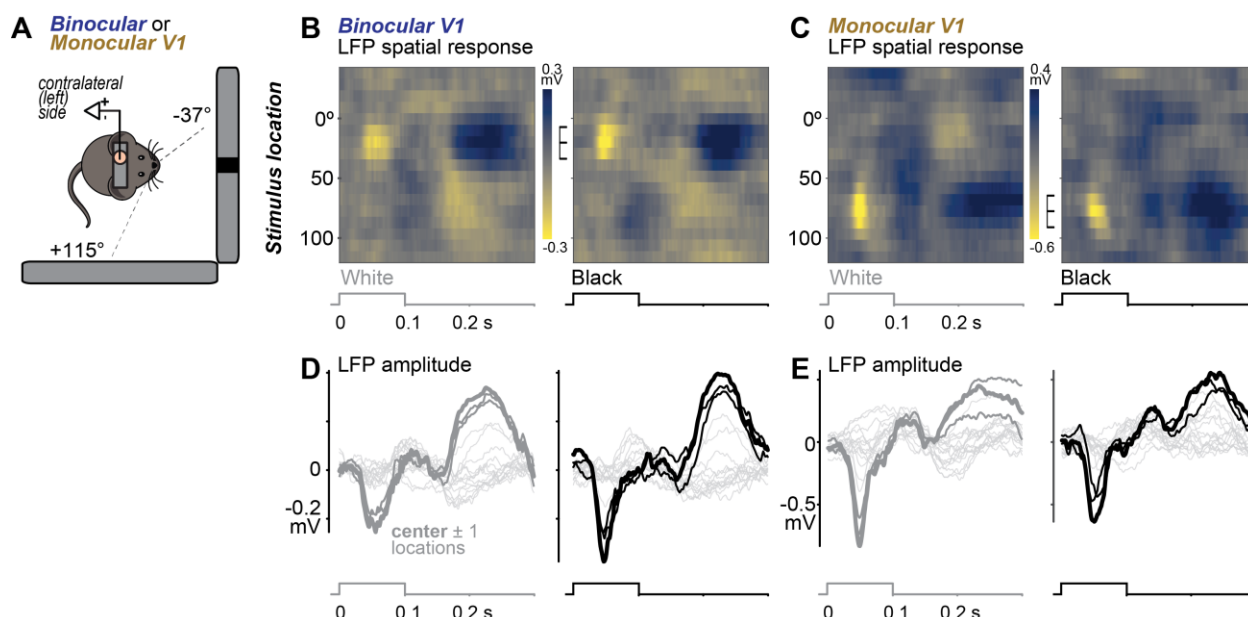 A
Binocular or
Monocular V1
contralateral
(left)
side
+
-
-37°
+115°
B
Binocular V1
LFP spatial response
0.3
mV
-0.3
Stimulus location
0º
50
100
White
0 0.1 0.2 s
Black
C
Monocular V1
LFP spatial response
0.4
mV
-0.6
0º
50
100
White
0 0.1 0.2 s
Black
D
LFP amplitude
0
-0.2
mV
center ± 1
locations
0 0.1 0.2 s
E
LFP amplitude
0
-0.5
mV
0 0.1 0.2 s